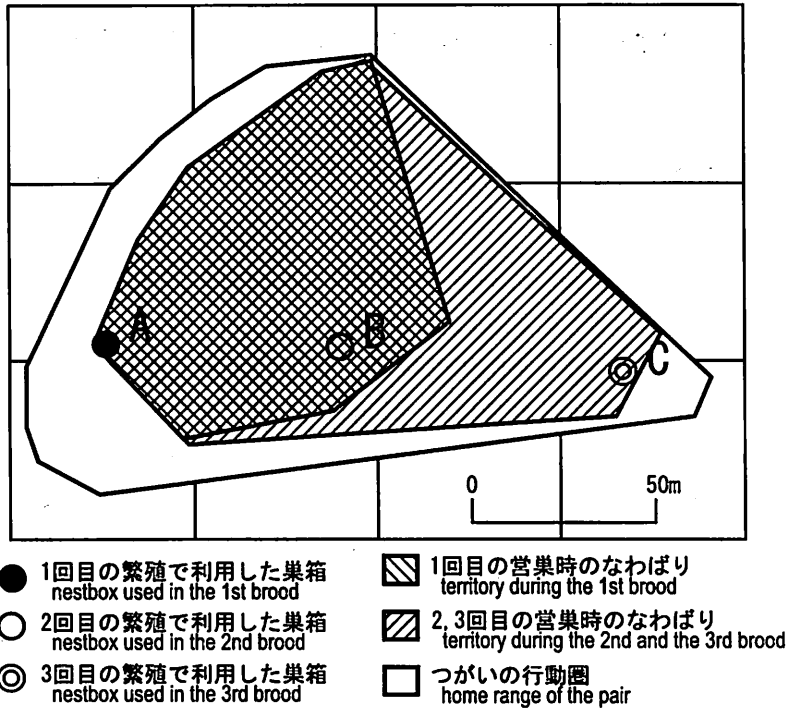 A
B
C
0
50m
1回目の繁殖で利用した巣箱
nestbox used in the 1st brood
2回目の繁殖で利用した巣箱
nestbox used in the 2nd brood
3回目の繁殖で利用した巣箱
nestbox used in the 3rd brood
1回目の営巣時のなわばり
territory during the 1st brood
2,3回目の営巣時のなわばり
territory during the 2nd and the 3rd brood
つがいの行動圏
home range of the pair